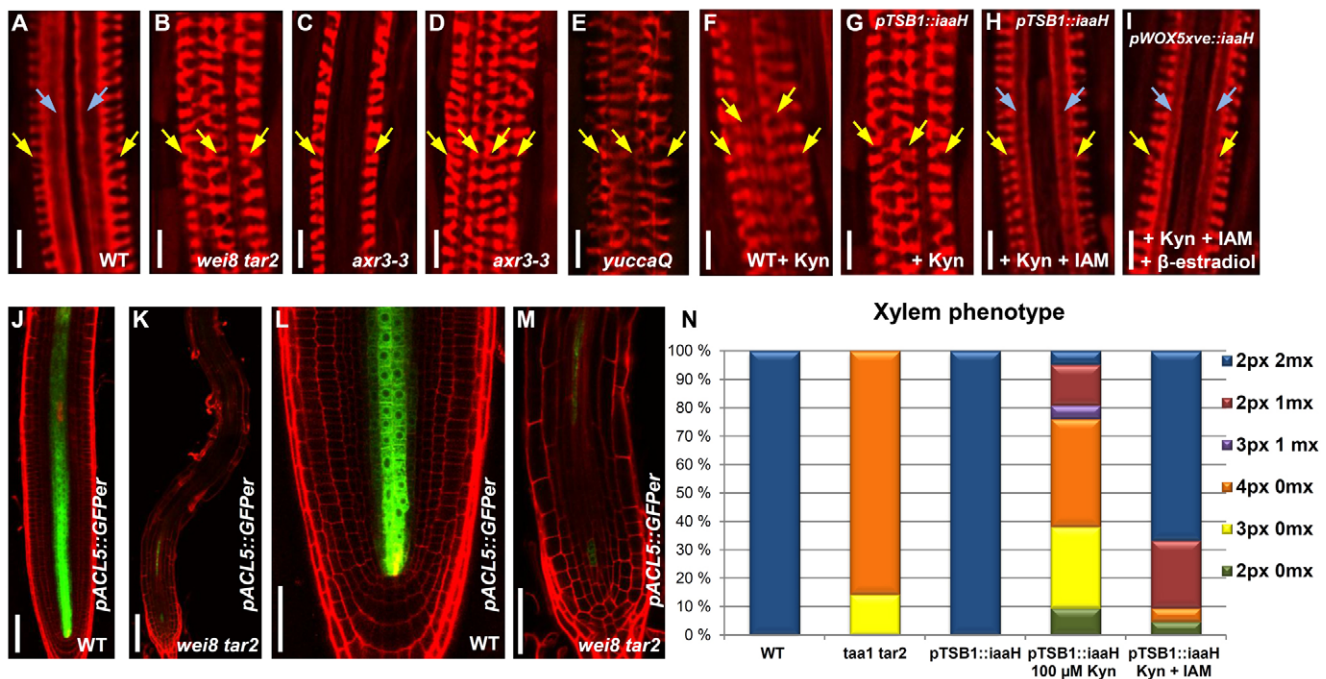 A
WT
B
wei8 tar2
C
axr3-3
D
axr3-3
E
yuccaQ
F
WT+ Kyn
G
pTSB1::iaaH
+ Kyn
H
pTSB1::iaaH
+ Kyn + IAM
I
pWOX5xve::iaaH
+ Kyn + IAM
+ β-estradiol
J
pACL5::GFPer
WT
K
pACL5::GFPer
wei8 tar2
L
pACL5::GFPer
WT
M
pACL5::GFPer
wei8 tar2
N
Xylem phenotype
100 %
90 %
80 %
70 %
60 %
50 %
40 %
30 %
20 %
10 %
0 %
WT
taa1 tar2
pTSB1::iaaH
pTSB1::iaaH
100 µM Kyn
pTSB1::iaaH
Kyn + IAM
2px 2mx
2px 1mx
3px 1 mx
4px 0mx
3px 0mx
2px 0mx